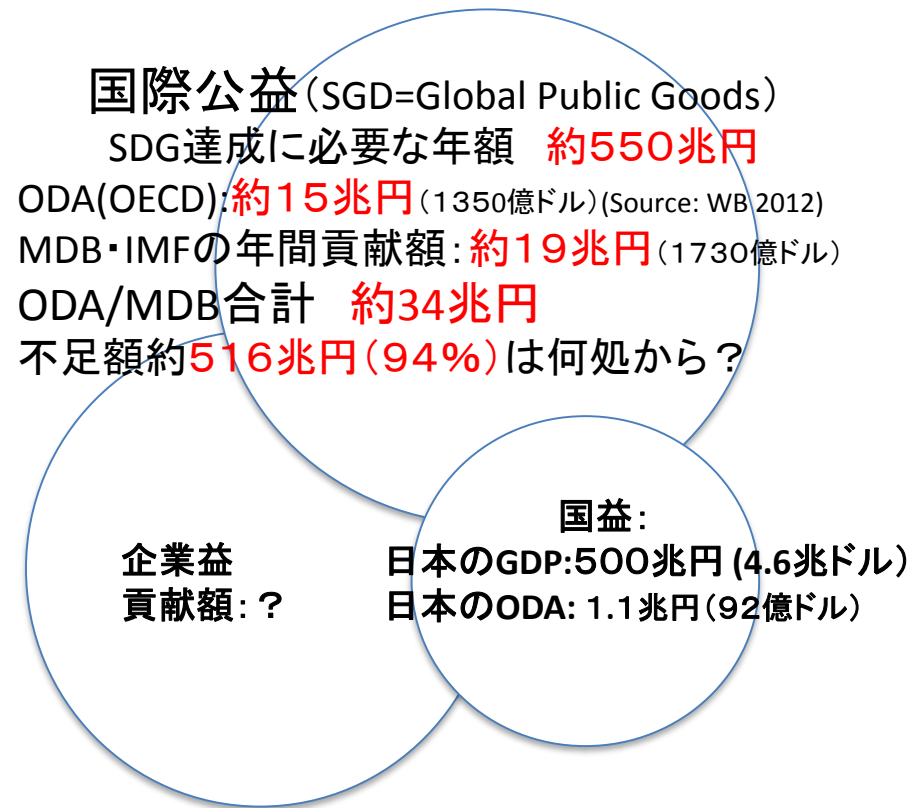 国際公益(SGD=Global Public Goods)
SDG達成に必要な年額　約550兆円
ODA(OECD):約15兆円(1350億ドル)(Source: WB 2012)
MDB・IMFの年間貢献額:約19兆円(1730億ドル)
ODA/MDB合計　約34兆円
不足額約516兆円(94%)は何処から?
企業益
貢献額:?
国益:
日本のGDP:500兆円 (4.6兆ドル)
日本のODA: 1.1兆円(92億ドル)